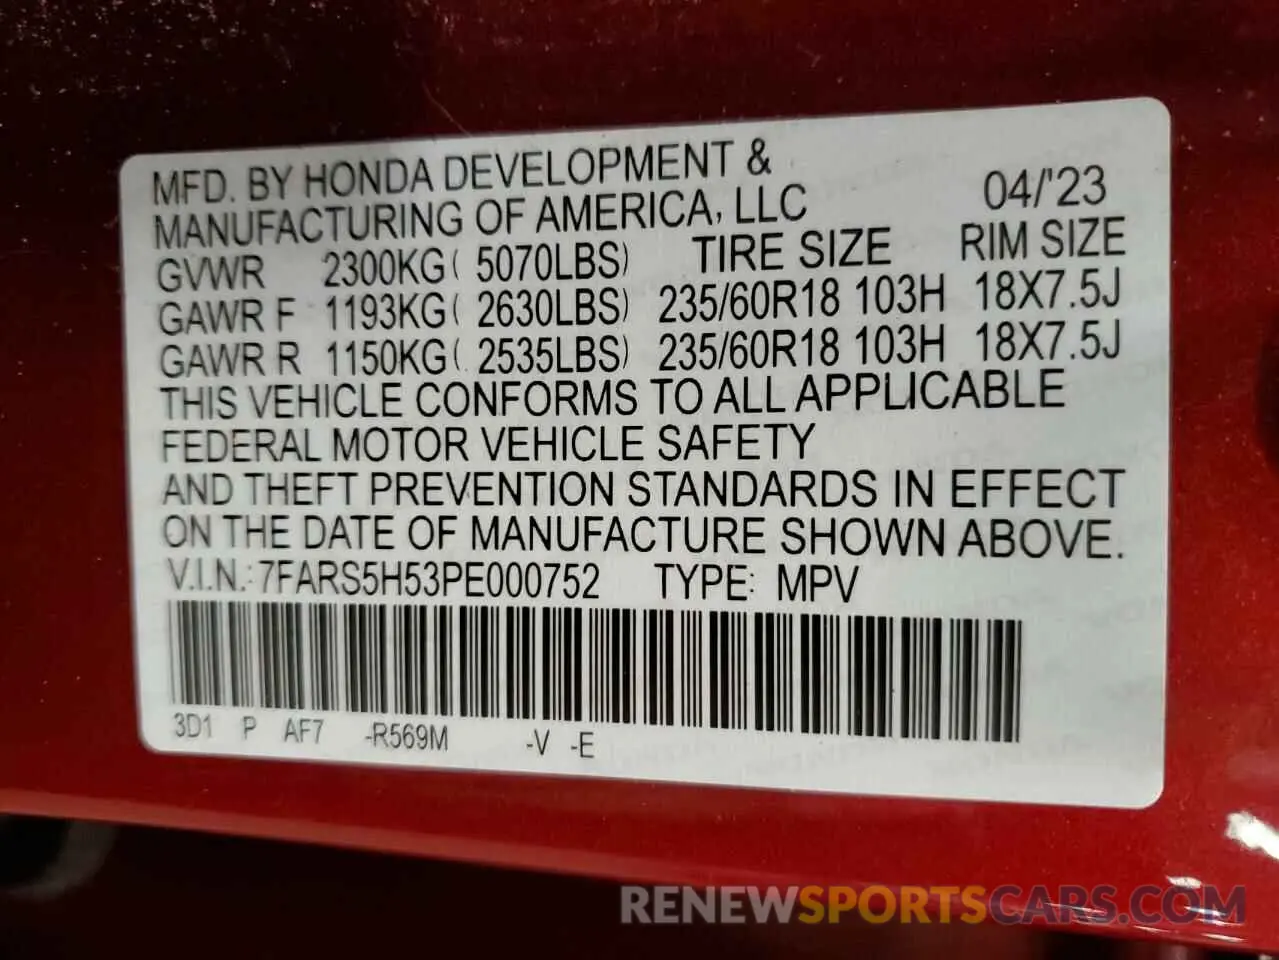 MFD. BY HONDA DEVELOPMENT &
MANUFACTURING OF AMERICA, LLC 04/'23
GVWR 2300KG( 5070LBS) TIRE SIZE RIM SIZE
GAWR F 1193KG( 2630LBS) 235/60R18 103H 18X7.5J
GAWR R 1150KG( 2535LBS) 235/60R18 103H 18X7.5J
THIS VEHICLE CONFORMS TO ALL APPLICABLE
FEDERAL MOTOR VEHICLE SAFETY
AND THEFT PREVENTION STANDARDS IN EFFECT
ON THE DATE OF MANUFACTURE SHOWN ABOVE.
V.I.N.: 7FARS5H53PE000752 TYPE: MPV
3D1 P AF7 -R569M -V -E
RENEWSPORTSCARS.COM